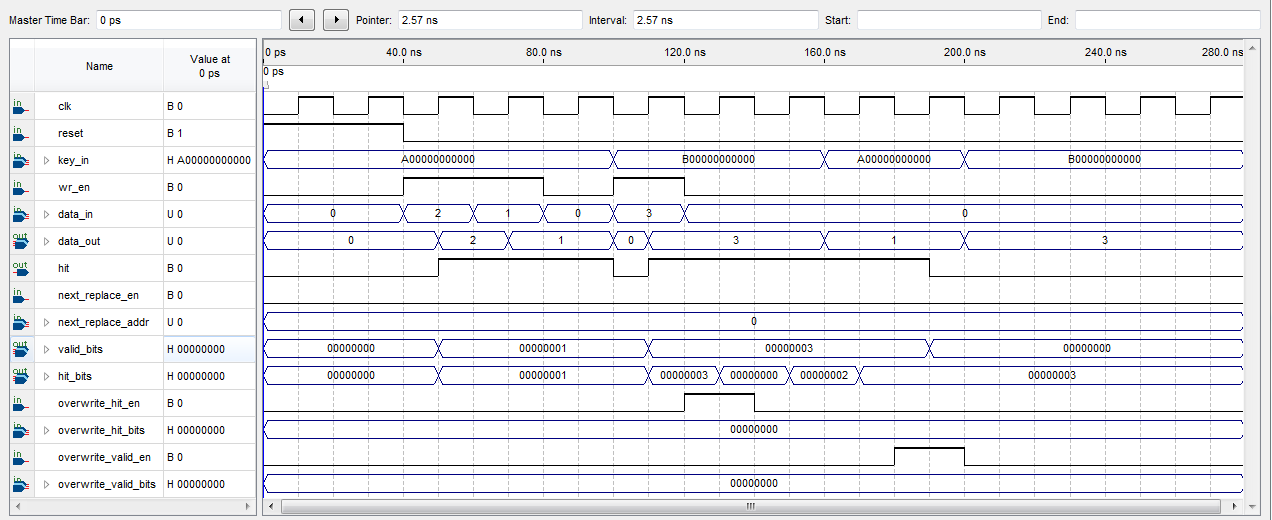 Master Time Bar: 0 ps Pointer: 2.57 ns Interval: 2.57 ns Start: End:
Name Value at 0 ps
0 ps 40.0 ns 80.0 ns 120.0 ns 160.0 ns 200.0 ns 240.0 ns 280.0 ns
0 ps
in clk B 0
in reset B 1
in key_in H A00000000000 A00000000000 B00000000000 A00000000000 B00000000000
in wr_en B 0
in data_in U 0 0 2 1 0 3 0
out data_out U 0 0 2 1 0 3 1 3
out hit B 0
in next_replace_en B 0
in next_replace_addr U 0 0
out valid_bits H 00000000 00000000 00000001 00000003 00000000
out hit_bits H 00000000 00000000 00000001 00000003 00000000 00000002 00000003
in overwrite_hit_en B 0
in overwrite_hit_bits H 00000000 00000000
in overwrite_valid_en B 0
in overwrite_valid_bits H 00000000 00000000